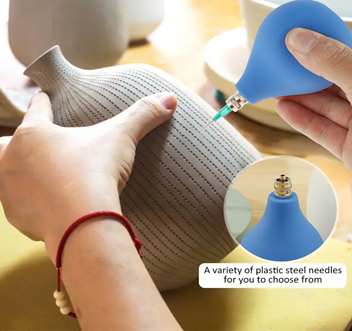 A variety of plastic steel needles
for you to choose from